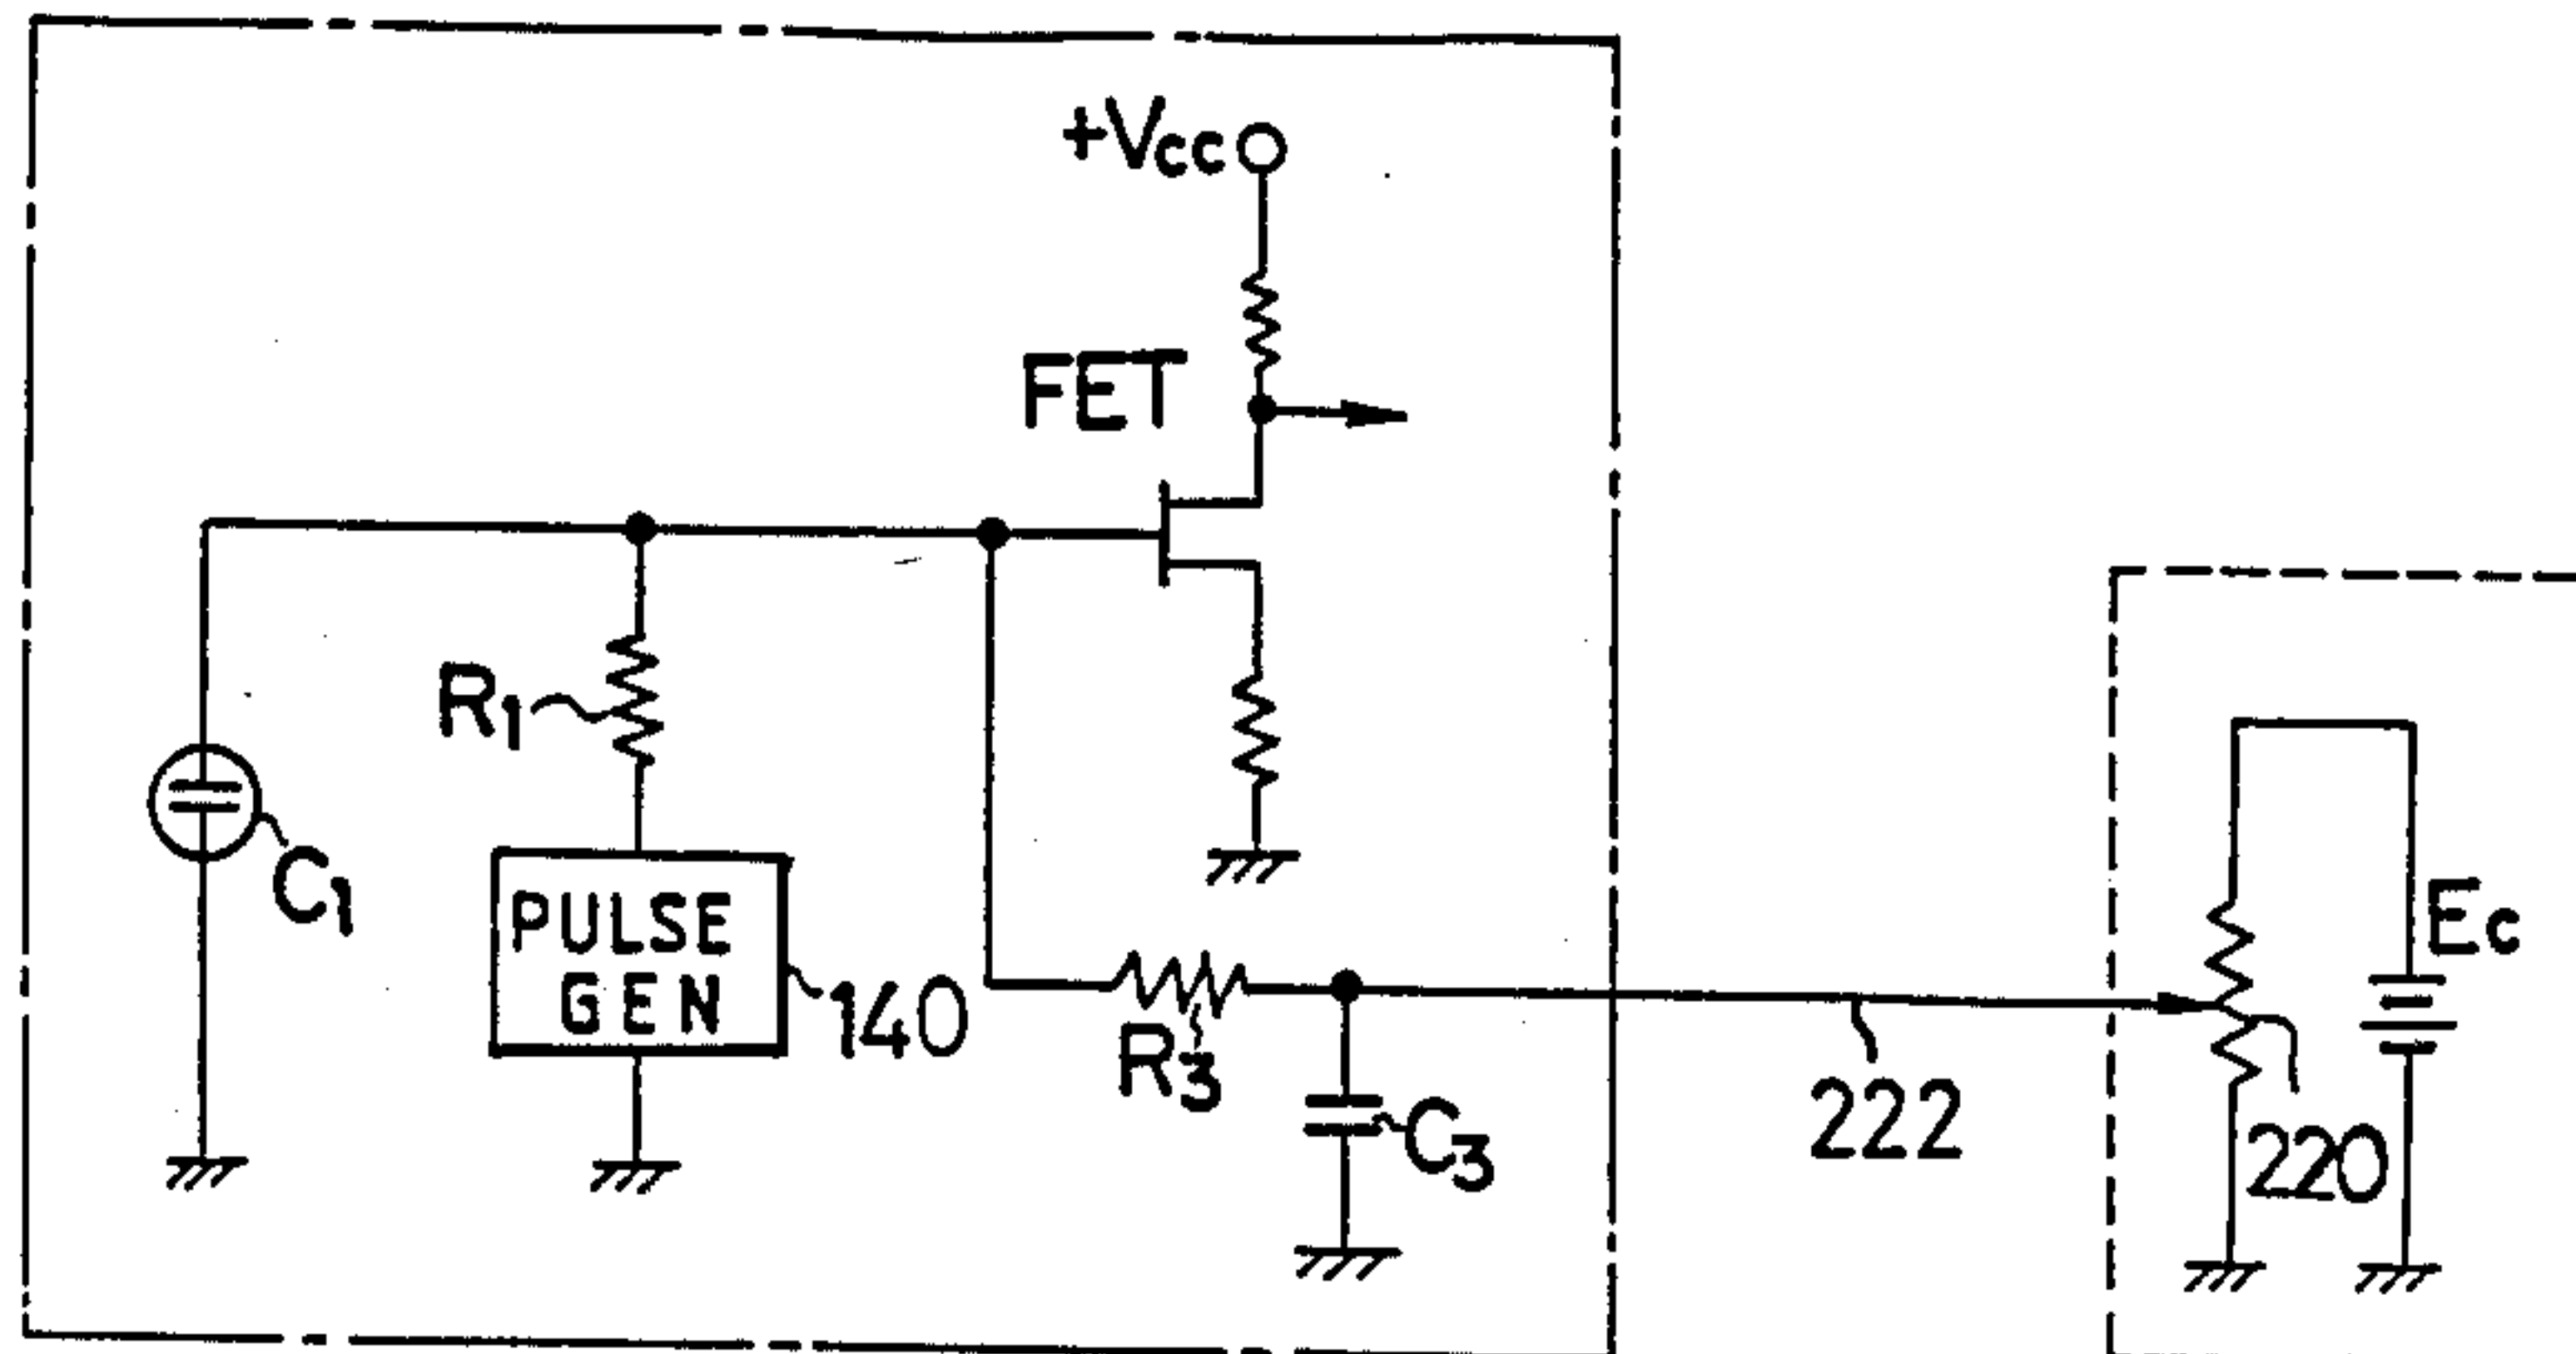 +Vcc
FET
R1
C1
PULSE
GEN
140
R3
C3
222
Ec
220